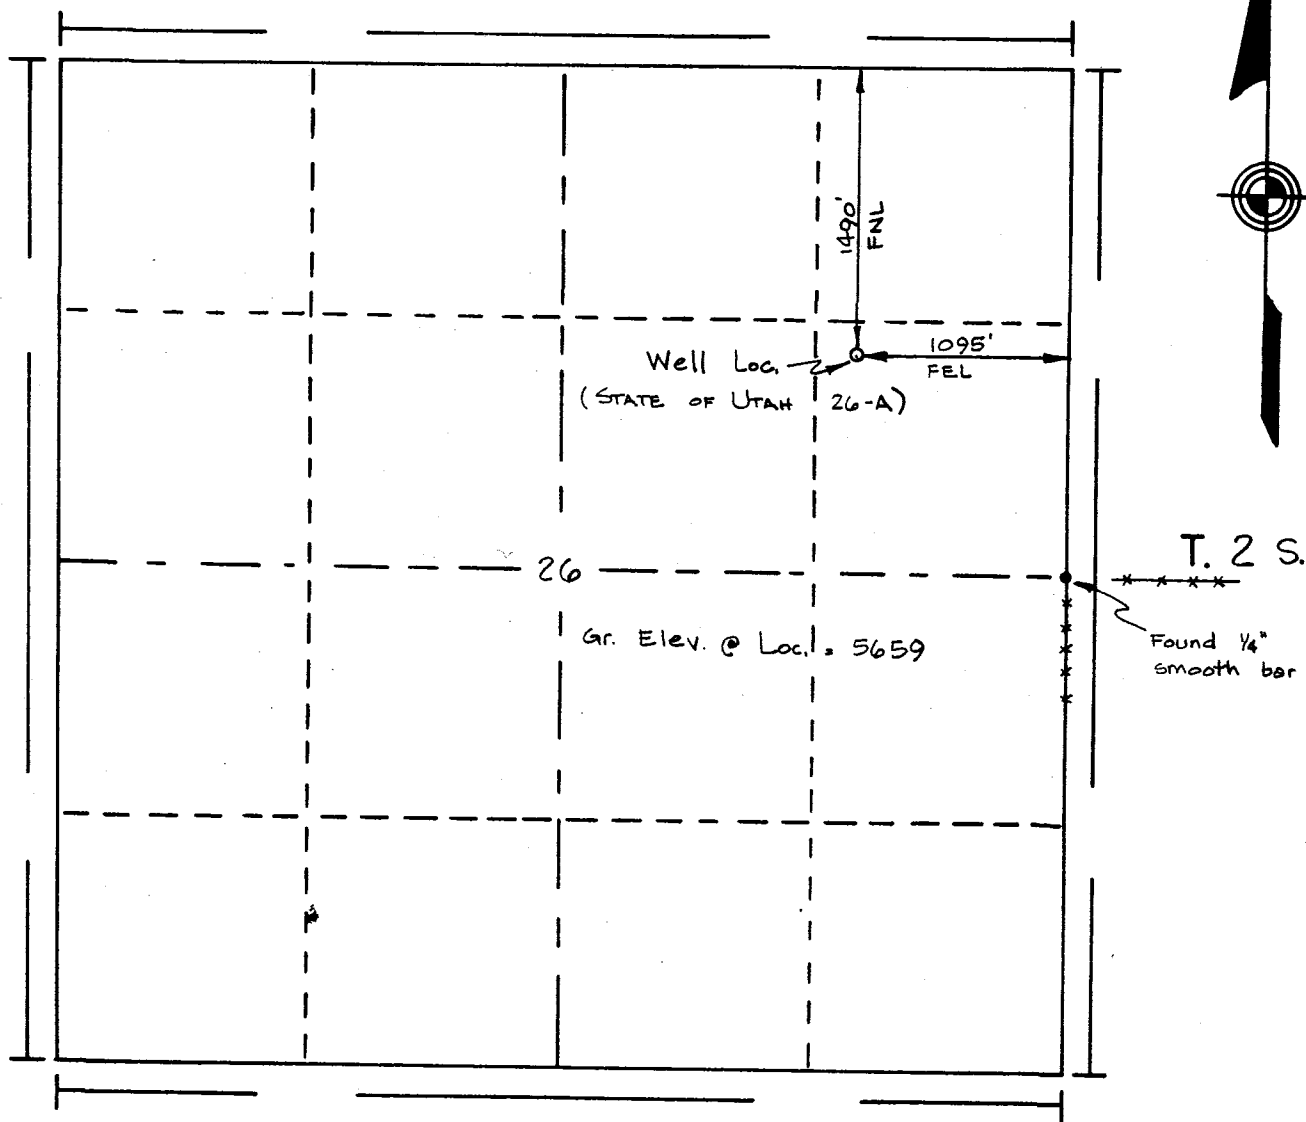 1490'
FNL
1095'
FEL
Well Loc.
(STATE OF UTAH 26-A)
T. 2 S.
26
Gr. Elev. @ Loc. = 5659
Found 1/4"
smooth bar